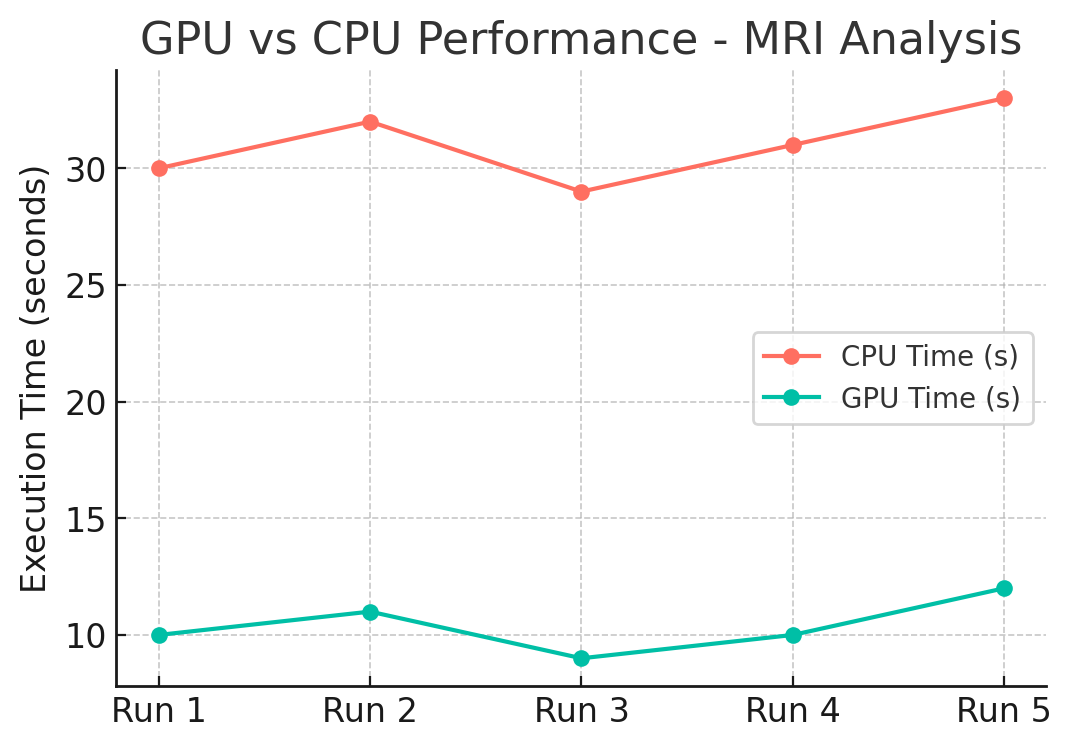 GPU vs CPU Performance - MRI Analysis
Execution Time (seconds)
30
25
20
15
10
CPU Time (s)
GPU Time (s)
Run 1 Run 2 Run 3 Run 4 Run 5